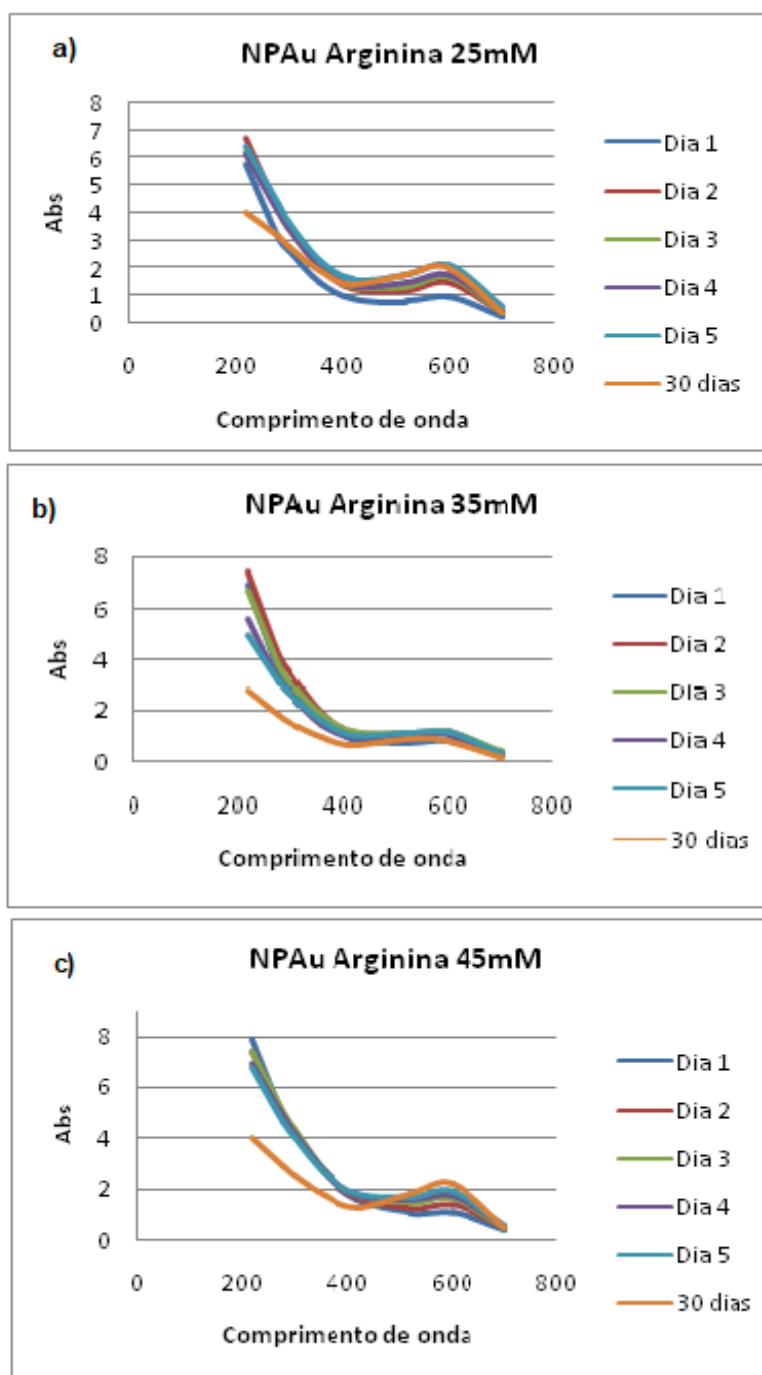 a)
NPAu Arginina 25mM
8
7
6
5
4
3
2
1
0
Abs
0 200 400 600 800
Comprimento de onda
Dia 1
Dia 2
Dia 3
Dia 4
Dia 5
30 dias
b)
NPAu Arginina 35mM
8
6
4
2
0
Abs
0 200 400 600 800
Comprimento de onda
Dia 1
Dia 2
Dia 3
Dia 4
Dia 5
30 dias
c)
NPAu Arginina 45mM
8
6
4
2
0
Abs
0 200 400 600 800
Comprimento de onda
Dia 1
Dia 2
Dia 3
Dia 4
Dia 5
30 dias